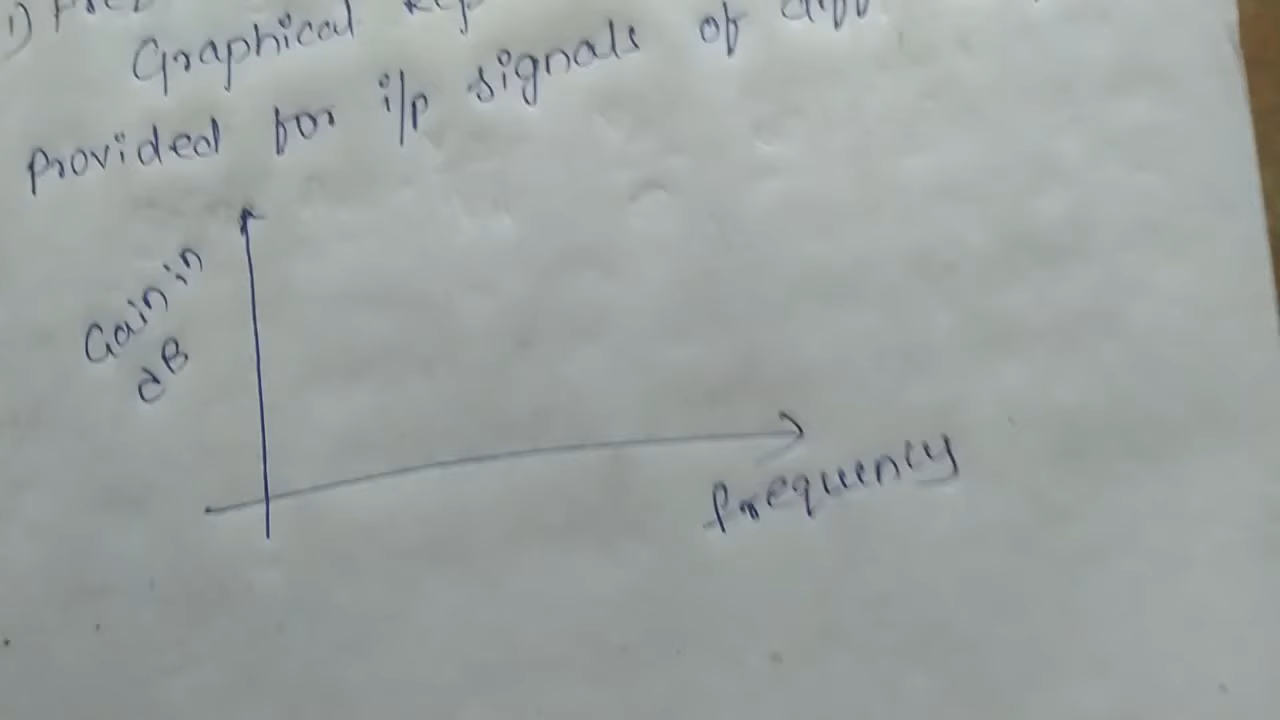 i)
Graphical
Provided for i/p signals of
Gain in
dB
frequency